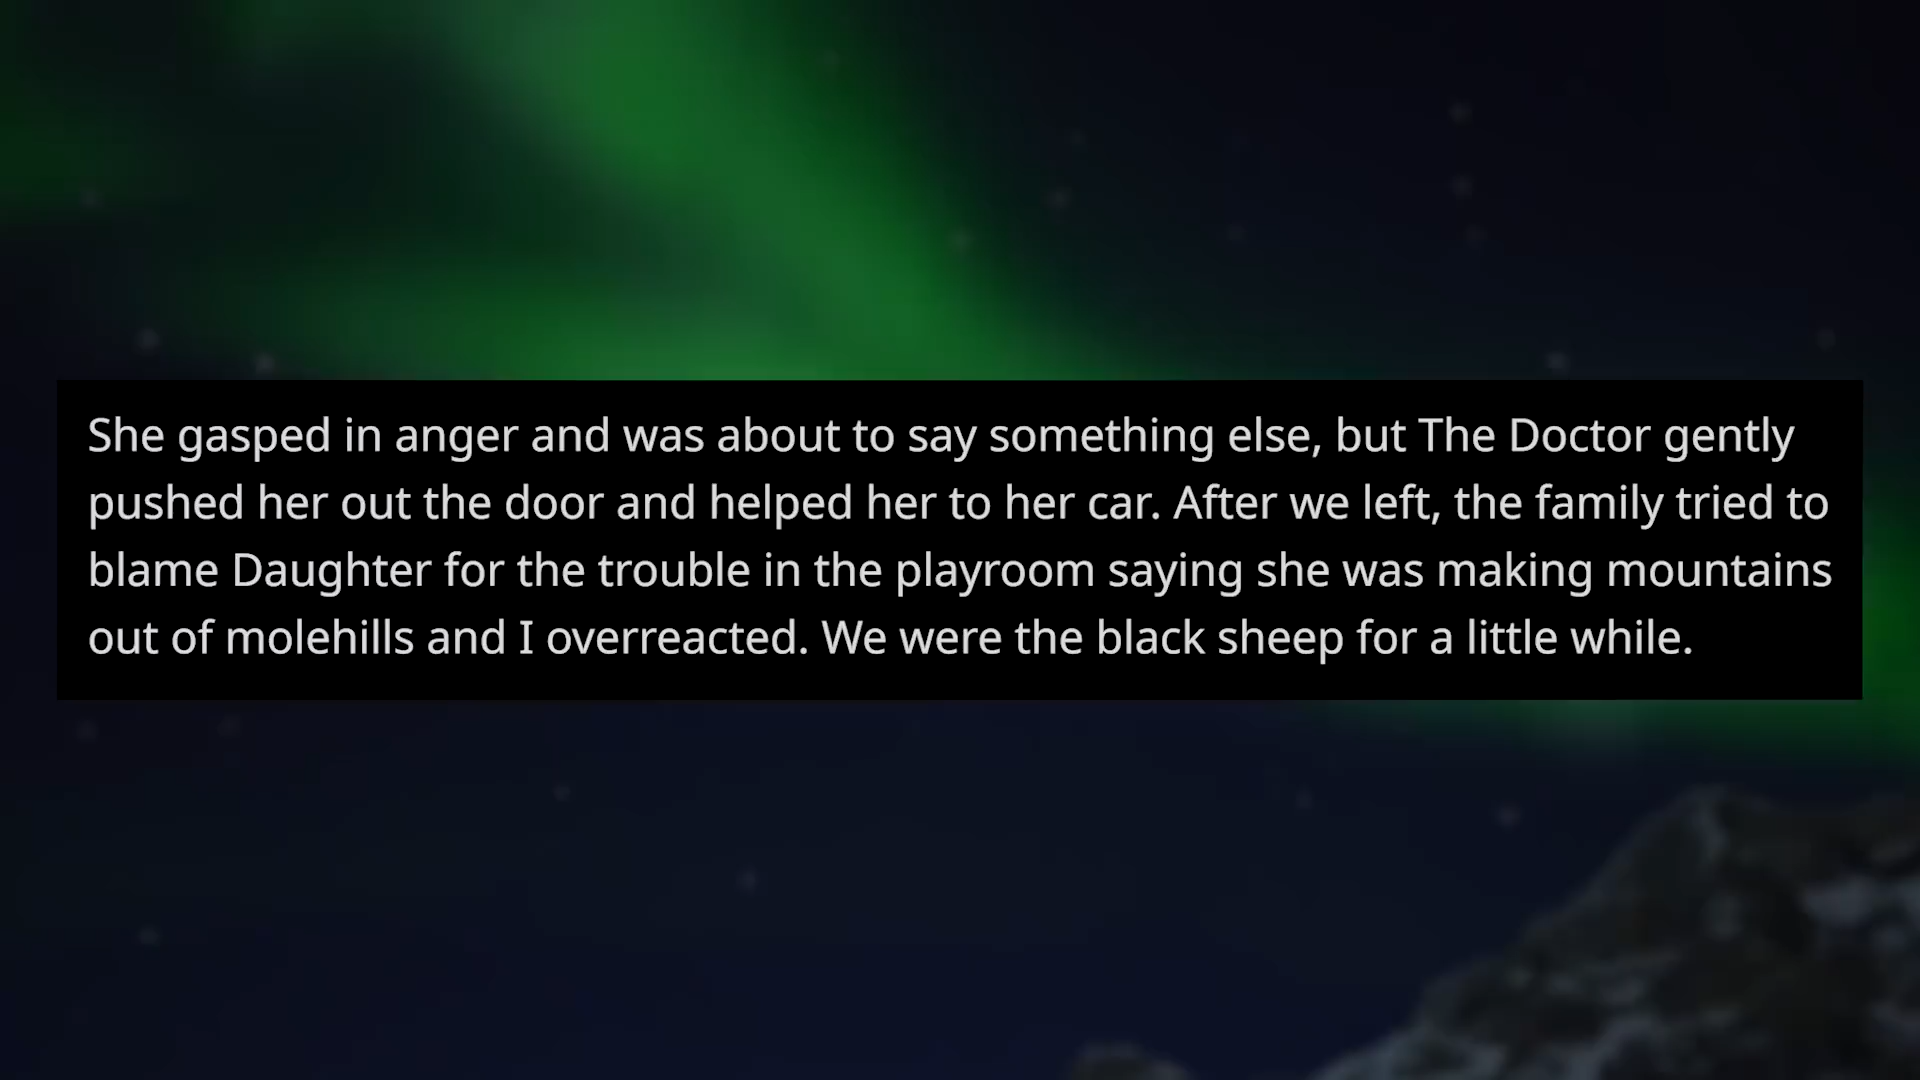 She gasped in anger and was about to say something else, but The Doctor gently
pushed her out the door and helped her to her car. After we left, the family tried to
blame Daughter for the trouble in the playroom saying she was making mountains
out of molehills and I overreacted. We were the black sheep for a little while.